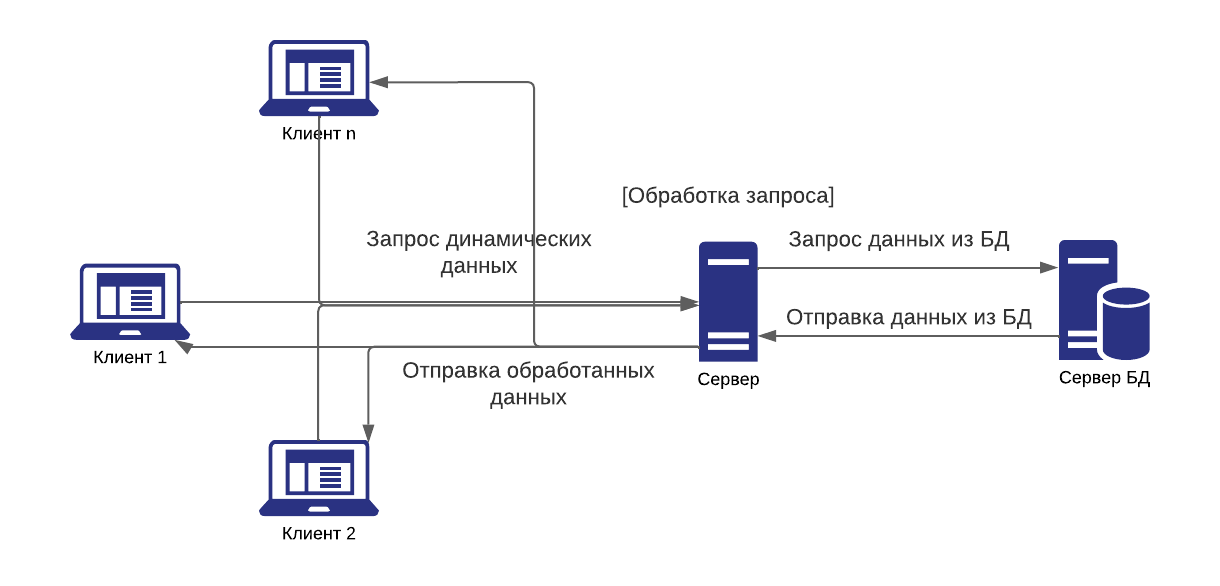 Клиент n
[Обработка запроса]
Запрос динамических
данных
Запрос данных из БД
Отправка данных из БД
Клиент 1
Отправка обработанных
данных
Сервер
Сервер БД
Клиент 2